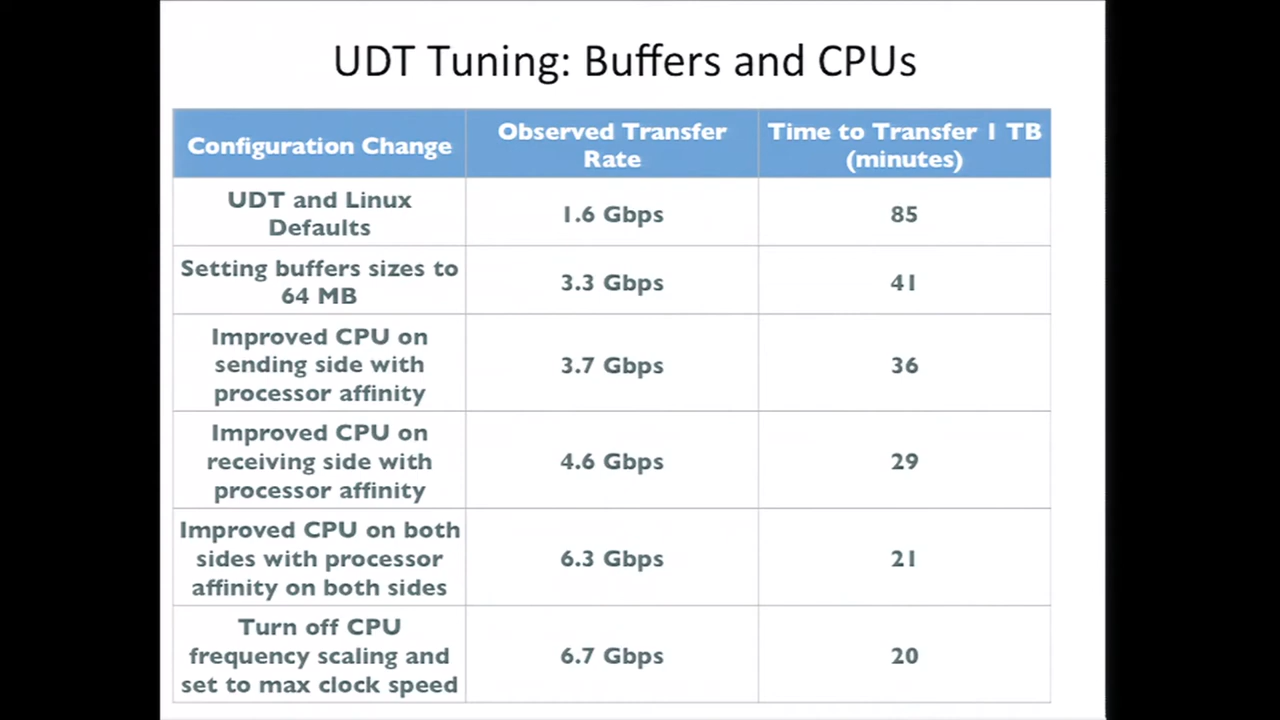 UDT Tuning: Buffers and CPUs
Configuration Change
Observed Transfer
Rate
Time to Transfer 1 TB
(minutes)
UDT and Linux
Defaults
1.6 Gbps
85
Setting buffers sizes to
64 MB
3.3 Gbps
41
Improved CPU on
sending side with
processor affinity
3.7 Gbps
36
Improved CPU on
receiving side with
processor affinity
4.6 Gbps
29
Improved CPU on both
sides with processor
affinity on both sides
6.3 Gbps
21
Turn off CPU
frequency scaling and
set to max clock speed
6.7 Gbps
20